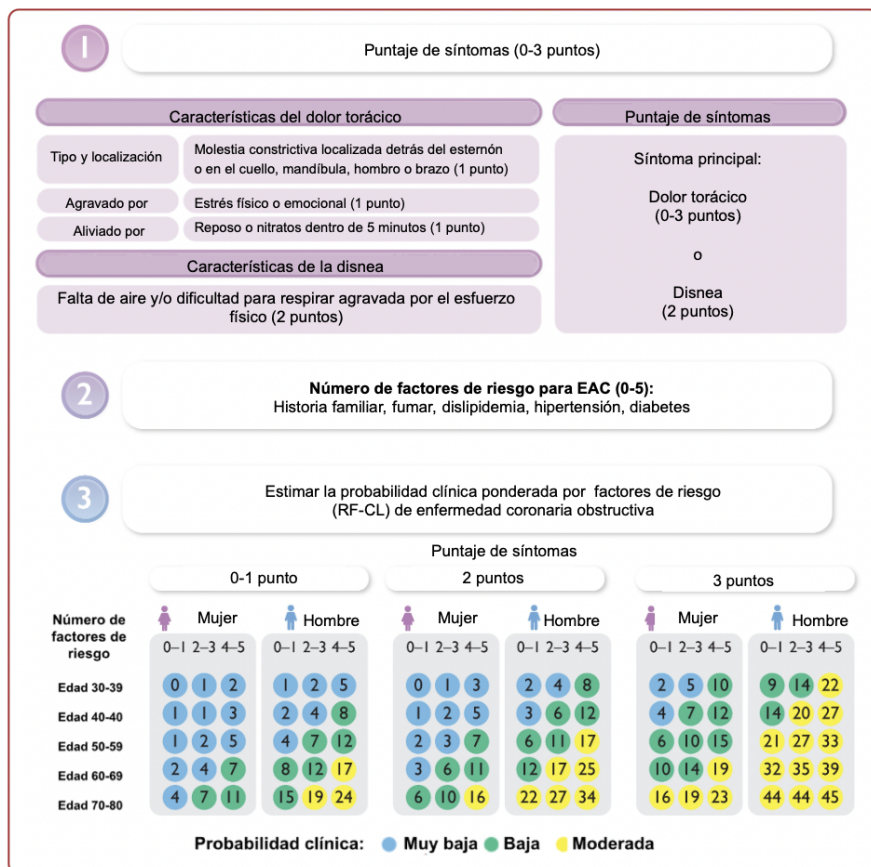 1
Puntaje de síntomas (0-3 puntos)
Características del dolor torácico
Tipo y localización
Molestia constrictiva localizada detrás del esternón
o en el cuello, mandíbula, hombro o brazo (1 punto)
Agravado por
Estrés físico o emocional (1 punto)
Aliviado por
Reposo o nitratos dentro de 5 minutos (1 punto)
Características de la disnea
Falta de aire y/o dificultad para respirar agravada por el esfuerzo
físico (2 puntos)
Puntaje de síntomas
Síntoma principal:
Dolor torácico
(0-3 puntos)
o
Disnea
(2 puntos)
2
Número de factores de riesgo para EAC (0-5):
Historia familiar, fumar, dislipidemia, hipertensión, diabetes
3
Estimar la probabilidad clínica ponderada por factores de riesgo
(RF-CL) de enfermedad coronaria obstructiva
Puntaje de síntomas
0-1 punto 2 puntos 3 puntos
Mujer Hombre Mujer Hombre Mujer Hombre
Número de
factores de
riesgo
0–1 2–3 4–5 0–1 2–3 4–5 0–1 2–3 4–5 0–1 2–3 4–5 0–1 2–3 4–5 0–1 2–3 4–5
Edad 30-39 0 1 2 1 2 5 0 1 3 2 4 8 2 5 10 9 14 22
Edad 40-40 1 1 3 2 4 8 1 2 5 3 6 12 4 7 12 14 20 27
Edad 50-59 1 2 5 4 7 12 2 3 7 6 11 17 6 10 15 21 27 33
Edad 60-69 2 4 7 8 12 17 3 6 11 12 17 25 10 14 19 32 35 39
Edad 70-80 4 7 11 15 19 24 6 10 16 22 27 34 16 19 23 44 44 45
Probabilidad clínica: Muy baja Baja Moderada